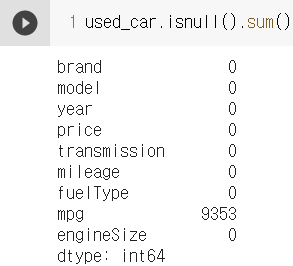 1 used_car.isnull().sum()
brand 0
model 0
year 0
price 0
transmission 0
mileage 0
fuelType 0
mpg 9353
engineSize 0
dtype: int64